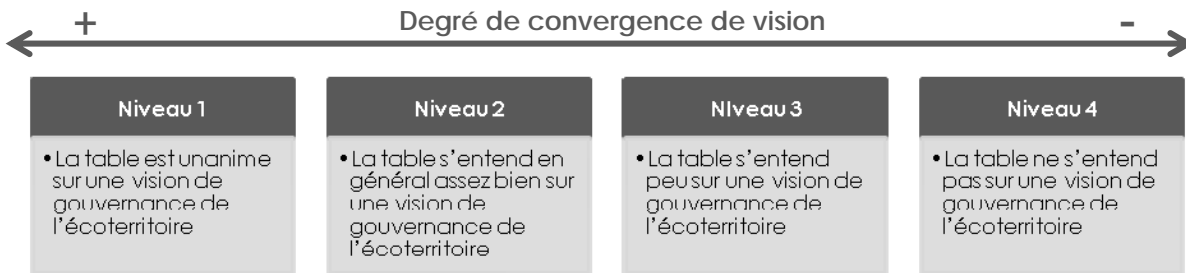 + Degré de convergence de vision -
Niveau 1
• La table est unanime
sur une vision de
gouvernance de
l'écoterritoire
Niveau 2
• La table s'entend en
général assez bien sur
une vision de
gouvernance de
l'écoterritoire
NIveau 3
• La table s'entend
peu sur une vision de
gouvernance de
l'écoterritoire
Niveau 4
• La table ne s'entend
pas sur une vision de
gouvernance de
l'écoterritoire